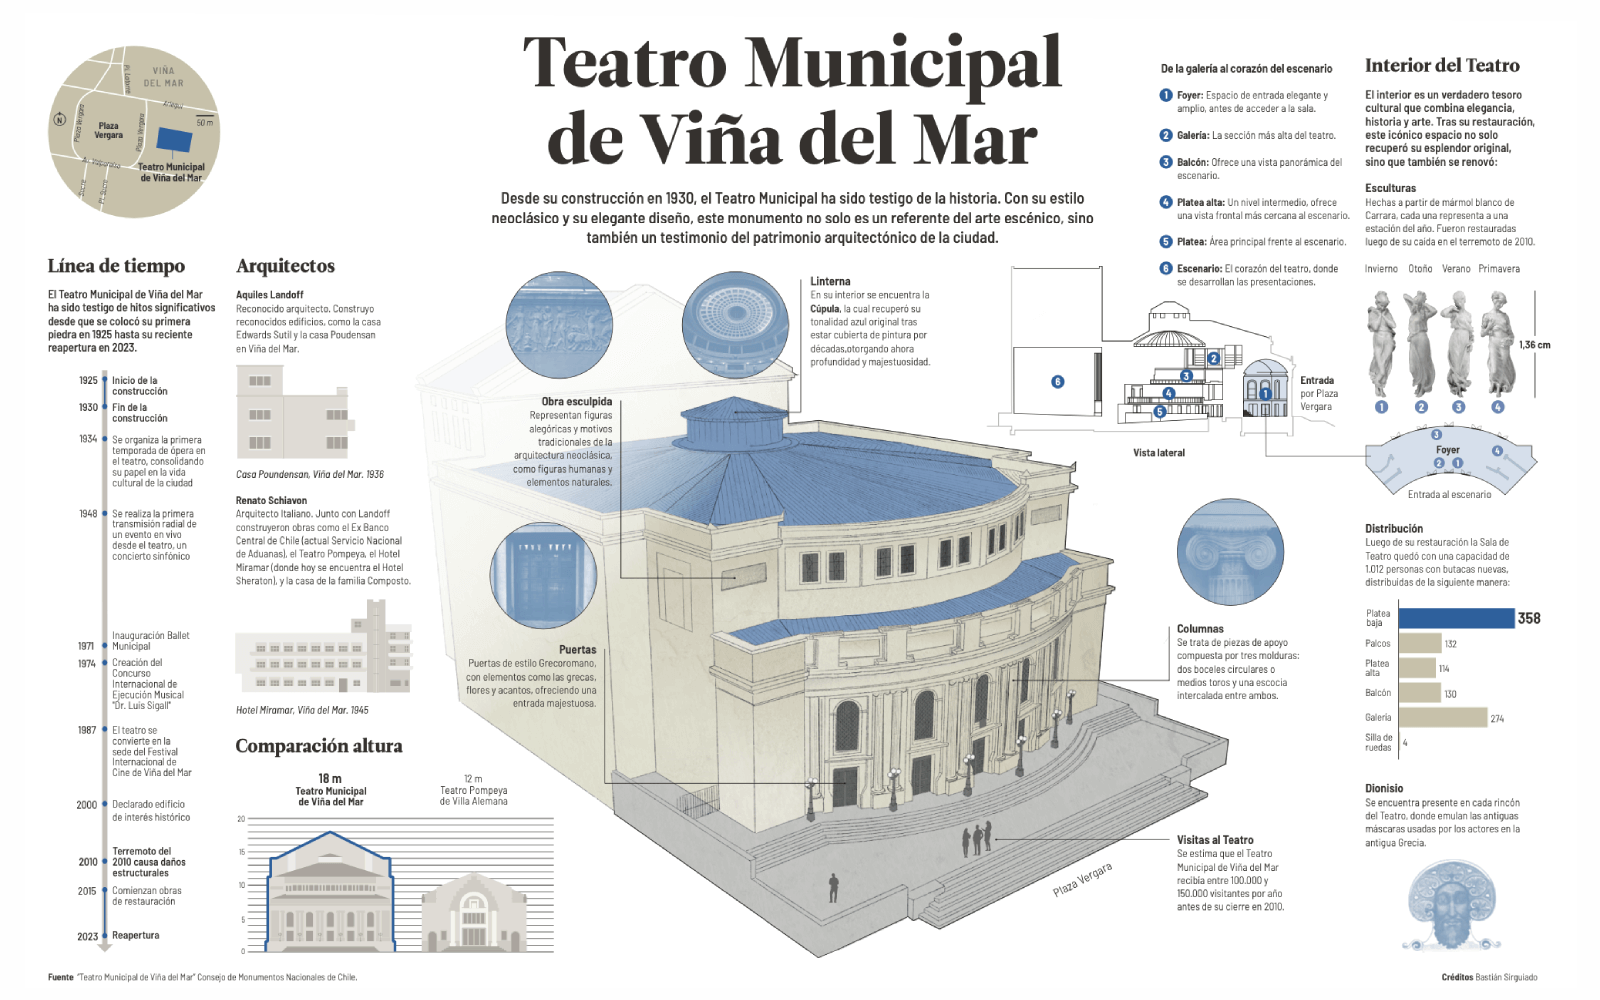 Teatro Municipal
de Viña del Mar
Desde su construcción en 1930, el Teatro Municipal ha sido testigo de la historia. Con su estilo
neoclásico y su elegante diseño, este monumento no solo es un referente del arte escénico, sino
también un testimonio del patrimonio arquitectónico de la ciudad.
VIÑA
DEL MAR
Arlegui
50 m
N
Plaza Vergara
Plaza
Vergara
Plaza Vergara
Av. Valparaíso
Teatro Municipal
de Viña del Mar
Sucre
Pl. Sucre
Línea de tiempo
El Teatro Municipal de Viña del Mar
ha sido testigo de hitos significativos
desde que se colocó su primera
piedra en 1925 hasta su reciente
reapertura en 2023.
1925 Inicio de la
construcción
1930 Fin de la
construcción
1934 Se organiza la primera
temporada de ópera en
el teatro, consolidando
su papel en la vida
cultural de la ciudad
1948 Se realiza la primera
transmisión radial de
un evento en vivo
desde el teatro, un
concierto sinfónico
Inauguración Ballet
1971 Municipal
1974 Creación del
Concurso
Internacional de
Ejecución Musical
"Dr. Luis Sigall"
1987 El teatro se
convierte en la
sede del Festival
Internacional de
Cine de Viña del Mar
2000 Declarado edificio
de interés histórico
Terremoto del
2010 2010 causa daños
estructurales
2015 Comienzan obras
de restauración
2023 Reapertura
Arquitectos
Aquiles Landoff
Reconocido arquitecto. Construyo
reconocidos edificios, como la casa
Edwards Sutil y la casa Poudensan
en Viña del Mar.
Casa Poundensan, Viña del Mar. 1936
Renato Schiavon
Arquitecto Italiano. Junto con Landoff
construyeron obras como el Ex Banco
Central de Chile (actual Servicio Nacional
de Aduanas), el Teatro Pompeya, el Hotel
Miramar (donde hoy se encuentra el Hotel
Sheraton), y la casa de la familia Composto.
Hotel Miramar, Viña del Mar. 1945
Comparación altura
18 m
Teatro Municipal
de Viña del Mar
12 m
Teatro Pompeya
de Villa Alemana
20
15
10
5
0
Linterna
En su interior se encuentra la
Cúpula, la cual recuperó su
tonalidad azul original tras
estar cubierta de pintura por
décadas,otorgando ahora
profundidad y majestuosidad.
Obra esculpida
Representan figuras
alegóricas y motivos
tradicionales de la
arquitectura neoclásica,
como figuras humanas y
elementos naturales.
Puertas
Puertas de estilo Grecoromano,
con elementos como las grecas,
flores y acantos, ofreciendo una
entrada majestuosa.
Columnas
Se trata de piezas de apoyo
compuesta por tres molduras:
dos boceles circulares o
medios toros y una escocia
intercalada entre ambos.
Visitas al Teatro
Se estima que el Teatro
Municipal de Viña del Mar
recibía entre 100.000 y
150.000 visitantes por año
antes de su cierre en 2010.
Plaza Vergara
De la galería al corazón del escenario
1 Foyer: Espacio de entrada elegante y
amplio, antes de acceder a la sala.
2 Galería: La sección más alta del teatro.
3 Balcón: Ofrece una vista panorámica del
escenario.
4 Platea alta: Un nivel intermedio, ofrece
una vista frontal más cercana al escenario.
5 Platea: Área principal frente al escenario.
6 Escenario: El corazón del teatro, donde
se desarrollan las presentaciones.
2
3
4
5
6
1
Entrada
por Plaza
Vergara
Vista lateral
Interior del Teatro
El interior es un verdadero tesoro
cultural que combina elegancia,
historia y arte. Tras su restauración,
este icónico espacio no solo
recuperó su esplendor original,
sino que también se renovó:
Esculturas
Hechas a partir de mármol blanco de
Carrara, cada una representa a una
estación del año. Fueron restauradas
luego de su caída en el terremoto de 2010.
Invierno Otoño Verano Primavera
1,36 cm
1 2 3 4
3
4
Foyer
2 1
Entrada al escenario
Distribución
Luego de su restauración la Sala de
Teatro quedó con una capacidad de
1.012 personas con butacas nuevas,
distribuidas de la siguiente manera:
Platea
baja 358
Palcos 132
Platea
alta 114
Balcón 130
Galería 274
Silla de
ruedas 4
Dionisio
Se encuentra presente en cada rincón
del Teatro, donde emulan las antiguas
máscaras usadas por los actores en la
antigua Grecia.
Fuente "Teatro Municipal de Viña del Mar" Consejo de Monumentos Nacionales de Chile.
Créditos Bastián Sirguiado